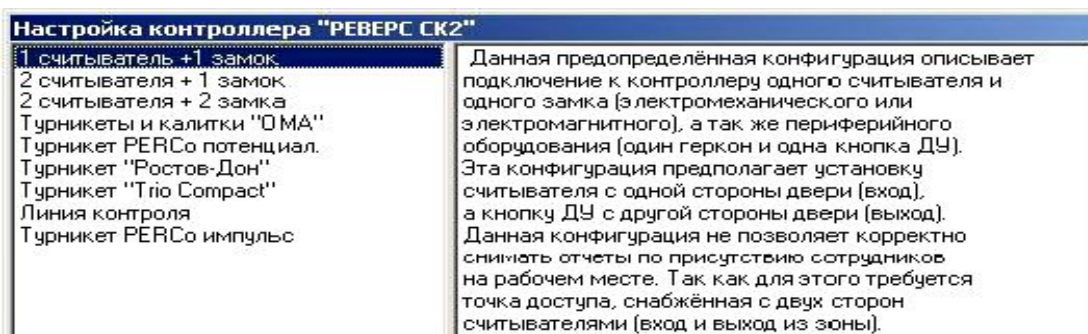 Настройка контроллера "РЕВЕРС СК2"
1 считыватель +1 замок
2 считывателя + 1 замок
2 считывателя + 2 замка
Турникеты и калитки "ОМА"
Турникет PERCo потенциал.
Турникет "Ростов-Дон"
Турникет "Trio Compact"
Линия контроля
Турникет PERCo импульс
Данная предопределённая конфигурация описывает
подключение к контроллеру одного считывателя и
одного замка (электромеханического или
электромагнитного), а так же периферийного
оборудования (один геркон и одна кнопка ДУ).
Эта конфигурация предполагает установку
считывателя с одной стороны двери (вход),
а кнопку ДУ с другой стороны двери (выход).
Данная конфигурация не позволяет корректно
снимать отчеты по присутствию сотрудников
на рабочем месте. Так как для этого требуется
точка доступа, снабжённая с двух сторон
считывателями (вход и выход из зоны).